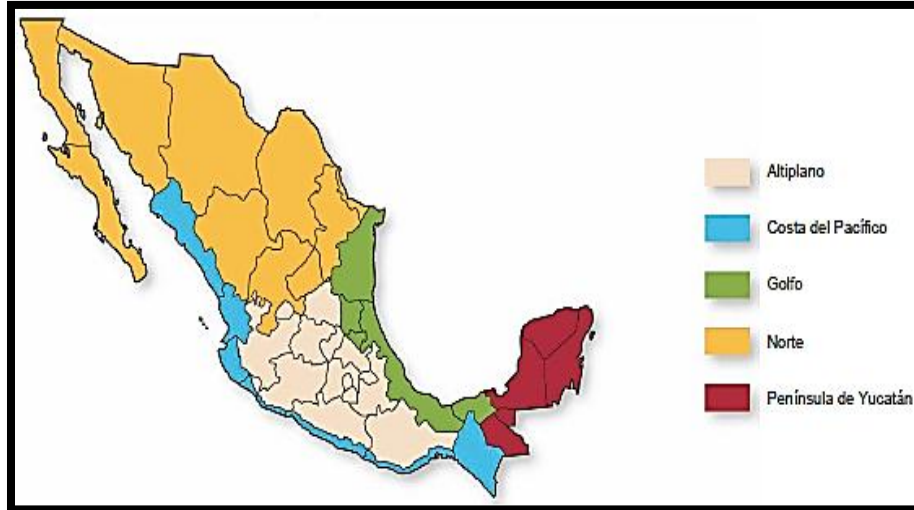 Altiplano
Costa del Pacífico
Golfo
Norte
Península de Yucatán